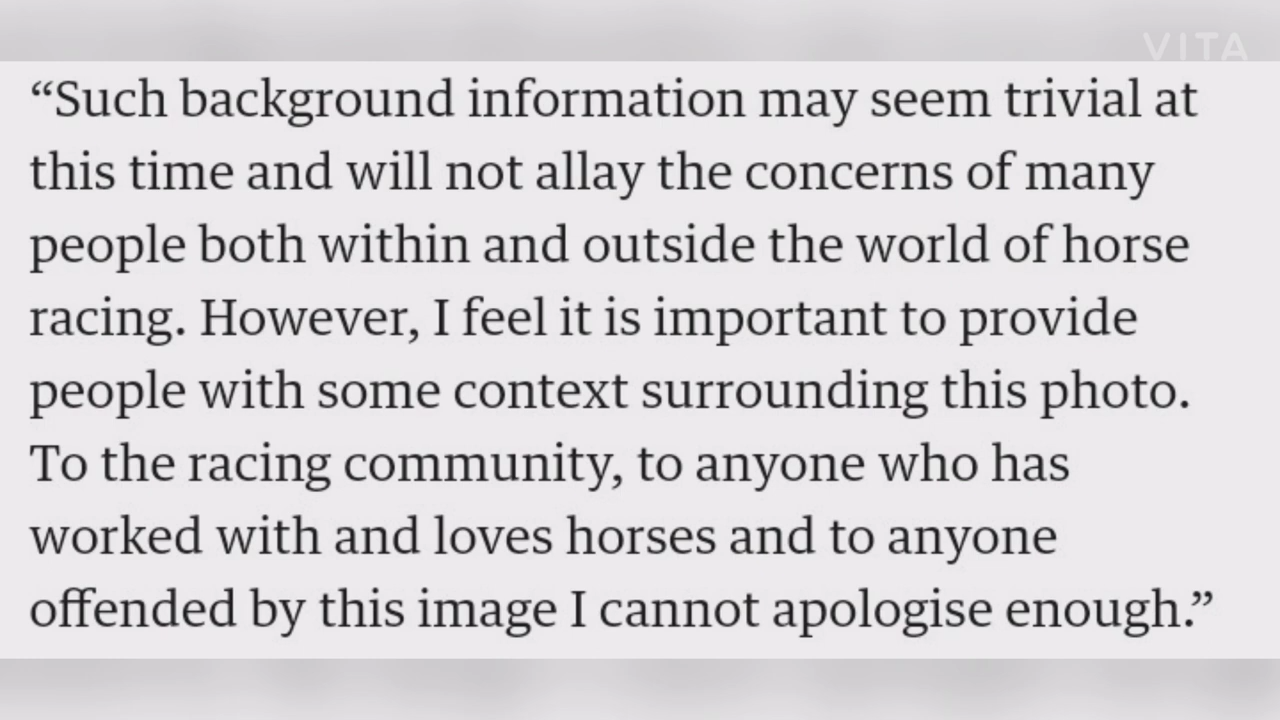 VITA
“Such background information may seem trivial at
this time and will not allay the concerns of many
people both within and outside the world of horse
racing. However, I feel it is important to provide
people with some context surrounding this photo.
To the racing community, to anyone who has
worked with and loves horses and to anyone
offended by this image I cannot apologise enough.”